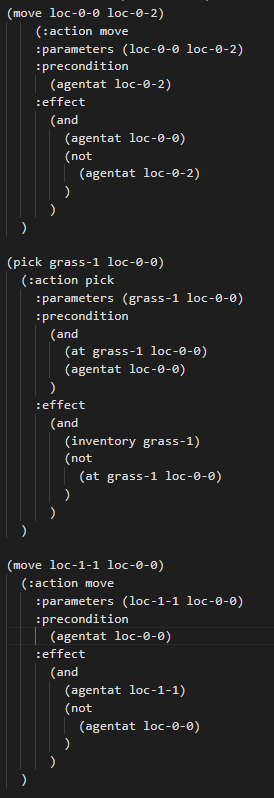 (move loc-0-0 loc-0-2)
(:action move
:parameters (loc-0-0 loc-0-2)
:precondition
(agentat loc-0-2)
:effect
(and
(agentat loc-0-0)
(not
(agentat loc-0-2)
)
)
)
(pick grass-1 loc-0-0)
(:action pick
:parameters (grass-1 loc-0-0)
:precondition
(and
(at grass-1 loc-0-0)
(agentat loc-0-0)
)
:effect
(and
(inventory grass-1)
(not
(at grass-1 loc-0-0)
)
)
)
(move loc-1-1 loc-0-0)
(:action move
:parameters (loc-1-1 loc-0-0)
:precondition
(agentat loc-0-0)
:effect
(and
(agentat loc-1-1)
(not
(agentat loc-0-0)
)
)
)